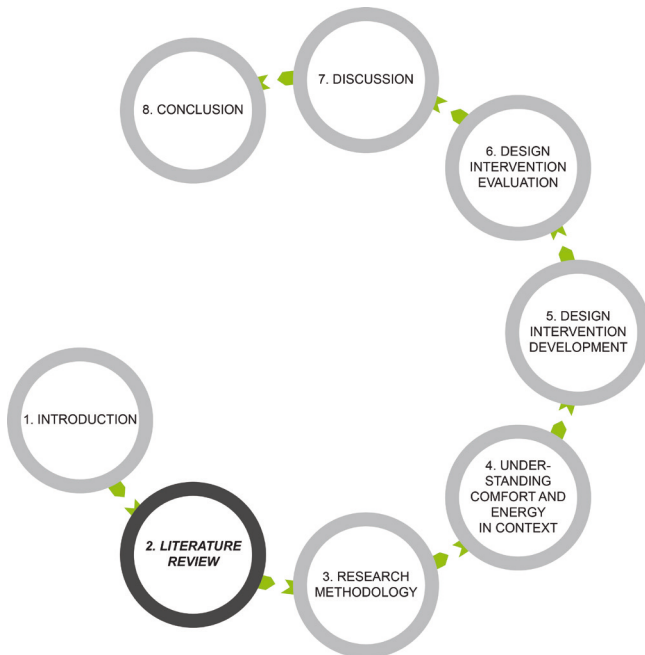 1. INTRODUCTION
2. LITERATURE
REVIEW
3. RESEARCH
METHODOLOGY
4. UNDER-
STANDING
COMFORT AND
ENERGY
IN CONTEXT
5. DESIGN
INTERVENTION
DEVELOPMENT
6. DESIGN
INTERVENTION
EVALUATION
7. DISCUSSION
8. CONCLUSION